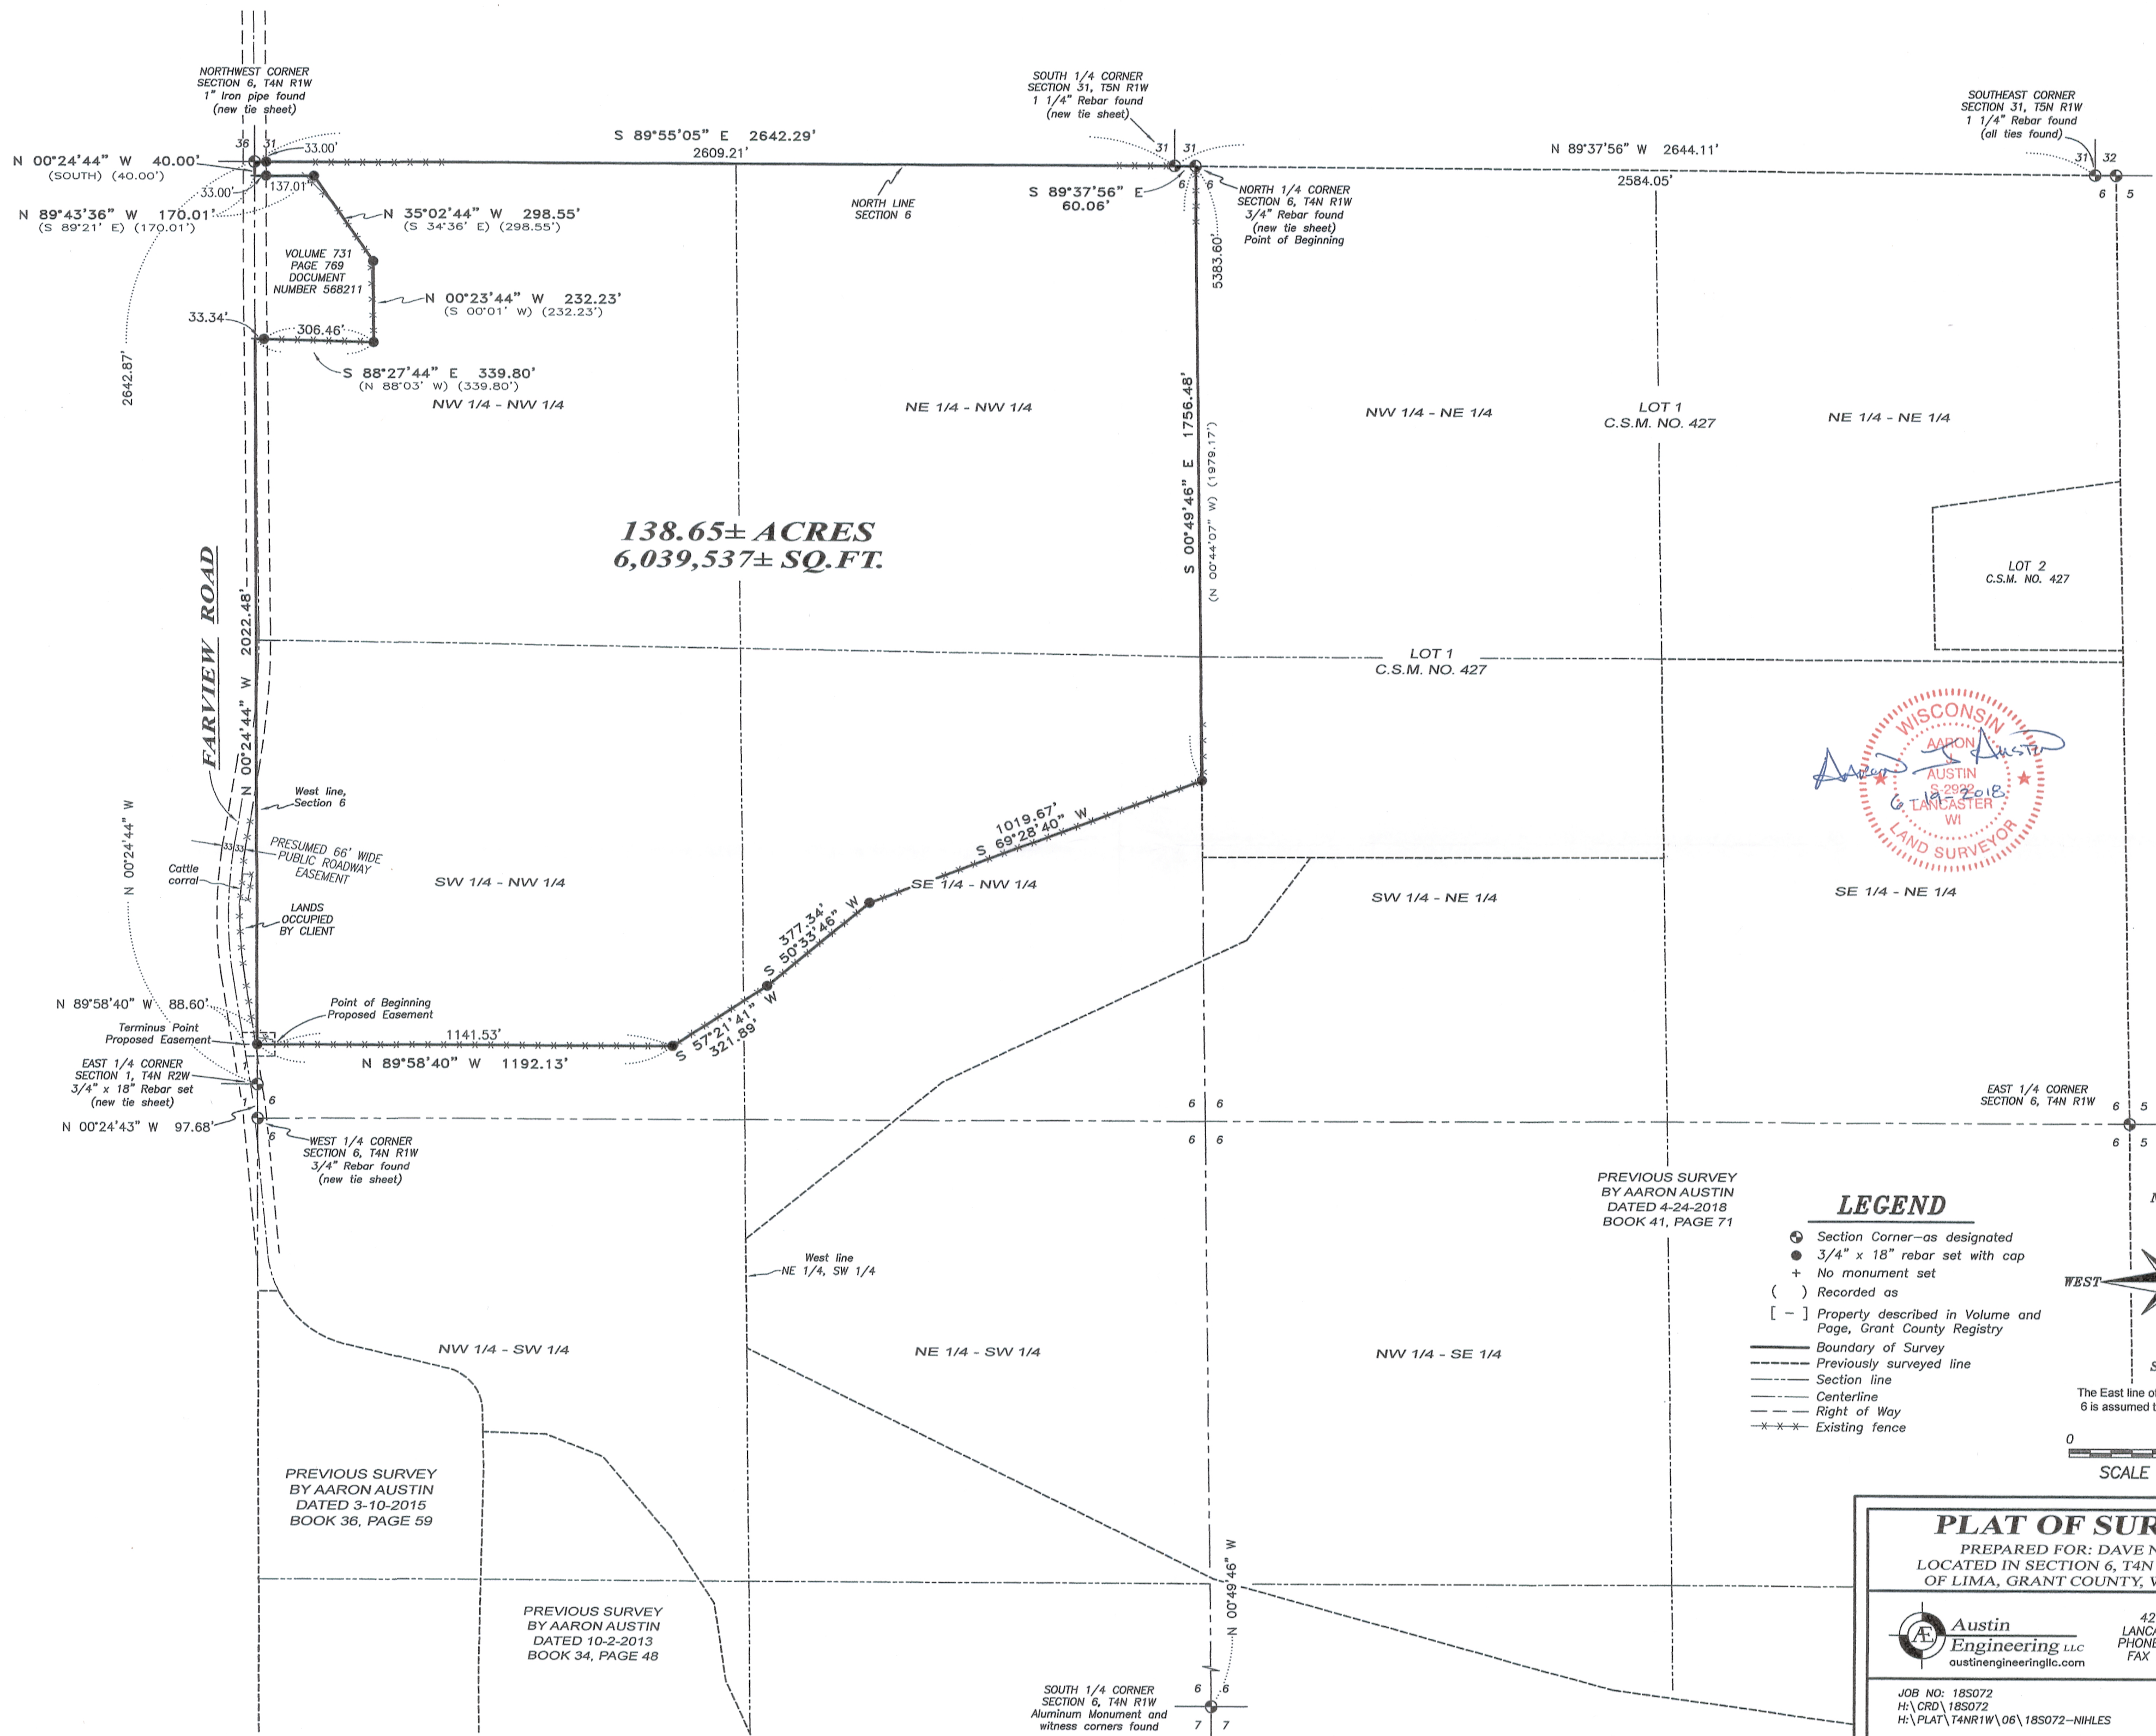 NORTHWEST CORNER
SECTION 6, T4N R1W
1" Iron pipe found
(new tie sheet)
36
31
33.00'
N 00°24'44" W 40.00'
(SOUTH) (40.00')
33.00'
137.01'
N 89°43'36" W 170.01'
(S 89°21' E) (170.01')
S 89°55'05" E 2642.29'
2609.21'
NORTH LINE
SECTION 6
SOUTH 1/4 CORNER
SECTION 31, T5N R1W
1 1/4" Rebar found
(new tie sheet)
31
31
6
6
S 89°37'56" E
60.06'
NORTH 1/4 CORNER
SECTION 6, T4N R1W
3/4" Rebar found
(new tie sheet)
Point of Beginning
N 89°37'56" W 2644.11'
2584.05'
SOUTHEAST CORNER
SECTION 31, T5N R1W
1 1/4" Rebar found
(all ties found)
31
32
6
5
N 35°02'44" W 298.55'
(S 34°36' E) (298.55')
VOLUME 731
PAGE 769
DOCUMENT
NUMBER 568211
N 00°23'44" W 232.23'
(S 00°01' W) (232.23')
33.34'
306.46'
S 88°27'44" E 339.80'
(N 88°03' W) (339.80')
2642.87'
5383.60'
NW 1/4 - NW 1/4
NE 1/4 - NW 1/4
NW 1/4 - NE 1/4
LOT 1
C.S.M. NO. 427
NE 1/4 - NE 1/4
S 00°49'46" E 1756.48'
(N 00°44'07" W) (1979.17')
138.65± ACRES
6,039,537± SQ.FT.
LOT 2
C.S.M. NO. 427
FARVIEW ROAD
N 00°24'44" W 2022.48'
LOT 1
C.S.M. NO. 427
WISCONSIN
AARON
J
AUSTIN
S-2922
LANCASTER
WI
LAND SURVEYOR
Aaron J Austin
6-19-2018
West line,
Section 6
33
33
PRESUMED 66' WIDE
PUBLIC ROADWAY
EASEMENT
Cattle
corral
LANDS
OCCUPIED
BY CLIENT
N 00°24'44" W
SW 1/4 - NW 1/4
SE 1/4 - NW 1/4
SW 1/4 - NE 1/4
SE 1/4 - NE 1/4
1019.67'
S 69°28'40" W
377.34'
S 50°33'46" W
S 57°21'41" W
321.89'
N 89°58'40" W 88.60'
Point of Beginning
Proposed Easement
Terminus Point
Proposed Easement
1141.53'
N 89°58'40" W 1192.13'
EAST 1/4 CORNER
SECTION 1, T4N R2W
3/4" x 18" Rebar set
(new tie sheet)
1
6
N 00°24'43" W 97.68'
6
WEST 1/4 CORNER
SECTION 6, T4N R1W
3/4" Rebar found
(new tie sheet)
6
6
6
6
EAST 1/4 CORNER
SECTION 6, T4N R1W
6
5
6
5
PREVIOUS SURVEY
BY AARON AUSTIN
DATED 4-24-2018
BOOK 41, PAGE 71
West line
NE 1/4, SW 1/4
LEGEND
Section Corner-as designated
3/4" x 18" rebar set with cap
+ No monument set
( ) Recorded as
[ - ] Property described in Volume and
Page, Grant County Registry
Boundary of Survey
Previously surveyed line
Section line
Centerline
Right of Way
Existing fence
WEST
The East line of
6 is assumed t
0
SCALE
NW 1/4 - SW 1/4
NE 1/4 - SW 1/4
NW 1/4 - SE 1/4
PREVIOUS SURVEY
BY AARON AUSTIN
DATED 3-10-2015
BOOK 36, PAGE 59
PREVIOUS SURVEY
BY AARON AUSTIN
DATED 10-2-2013
BOOK 34, PAGE 48
N 00°49'46" W
SOUTH 1/4 CORNER
SECTION 6, T4N R1W
Aluminum Monument and
witness corners found
6
6
7
7
PLAT OF SUR
PREPARED FOR: DAVE N
LOCATED IN SECTION 6, T4N
OF LIMA, GRANT COUNTY, W
AE
Austin
Engineering LLC
austinengineeringllc.com
42
LANCA
PHONE
FAX
JOB NO: 18S072
H:\CRD\18S072
H:\PLAT\T4NR1W\06\18S072-NIHLES